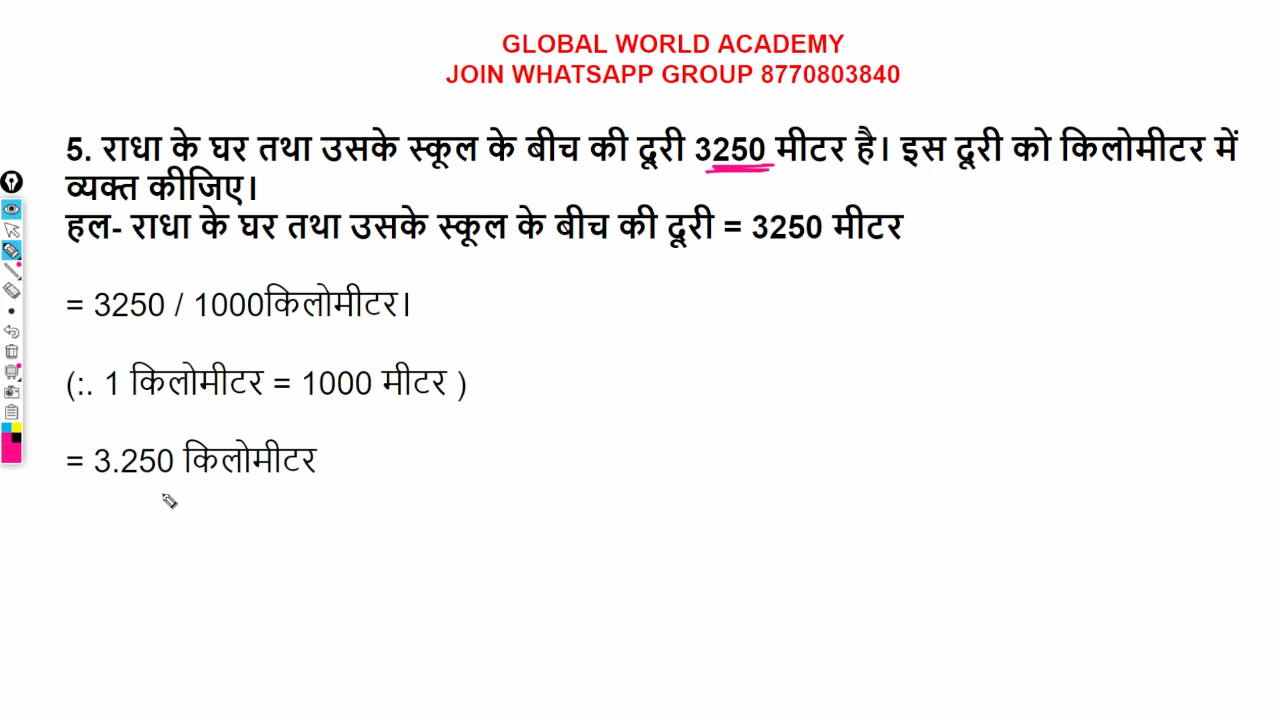 GLOBAL WORLD ACADEMY
JOIN WHATSAPP GROUP 8770803840
5. राधा के घर तथा उसके स्कूल के बीच की दूरी 3250 मीटर है। इस दूरी को किलोमीटर में
व्यक्त कीजिए।
हल- राधा के घर तथा उसके स्कूल के बीच की दूरी = 3250 मीटर
= 3250 / 1000किलोमीटर।
(:. 1 किलोमीटर = 1000 मीटर )
= 3.250 किलोमीटर